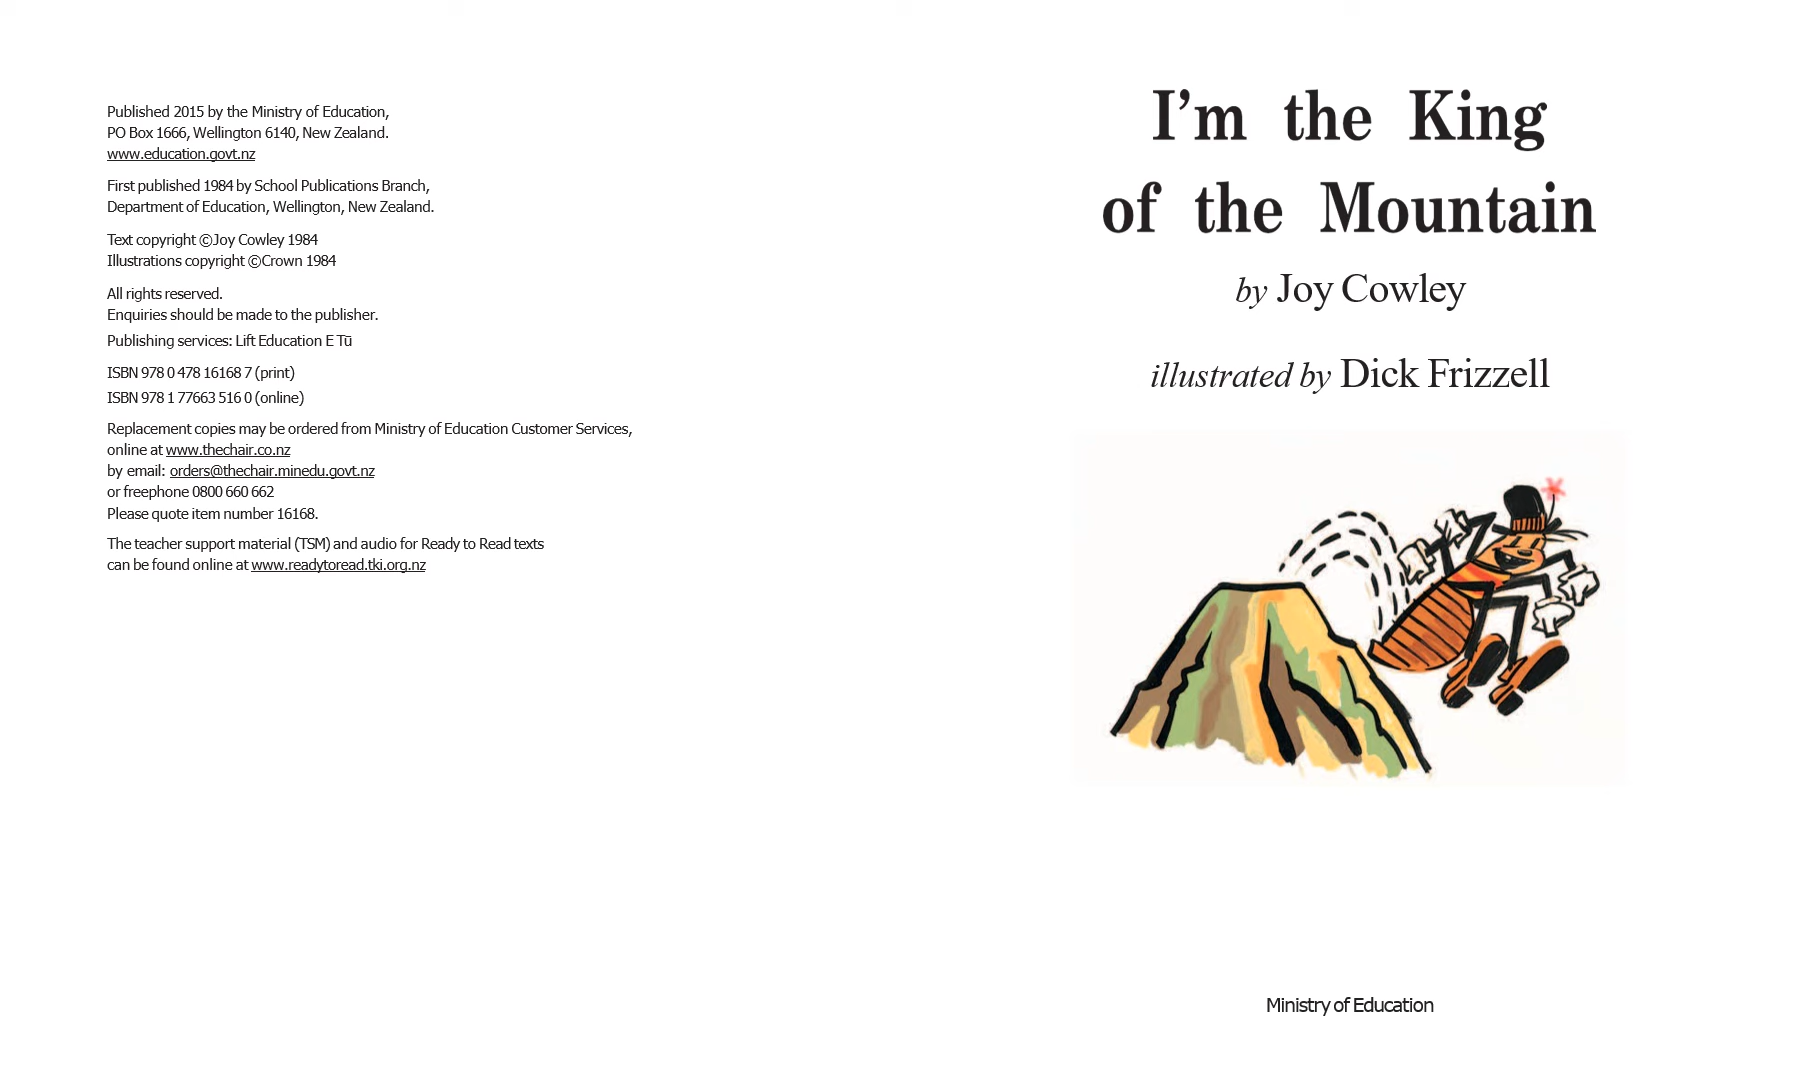 Published 2015 by the Ministry of Education,
PO Box 1666, Wellington 6140, New Zealand.
www.education.govt.nz
First published 1984 by School Publications Branch,
Department of Education, Wellington, New Zealand.
Text copyright ©Joy Cowley 1984
Illustrations copyright ©Crown 1984
All rights reserved.
Enquiries should be made to the publisher.
Publishing services: Lift Education E Tū
ISBN 978 0 478 16168 7 (print)
ISBN 978 1 77663 516 0 (online)
Replacement copies may be ordered from Ministry of Education Customer Services,
online at www.thechair.co.nz
by email: orders@thechair.minedu.govt.nz
or freephone 0800 660 662
Please quote item number 16168.
The teacher support material (TSM) and audio for Ready to Read texts
can be found online at www.readytoread.tki.org.nz
I’m the King
of the Mountain
by Joy Cowley
illustrated by Dick Frizzell
Ministry of Education